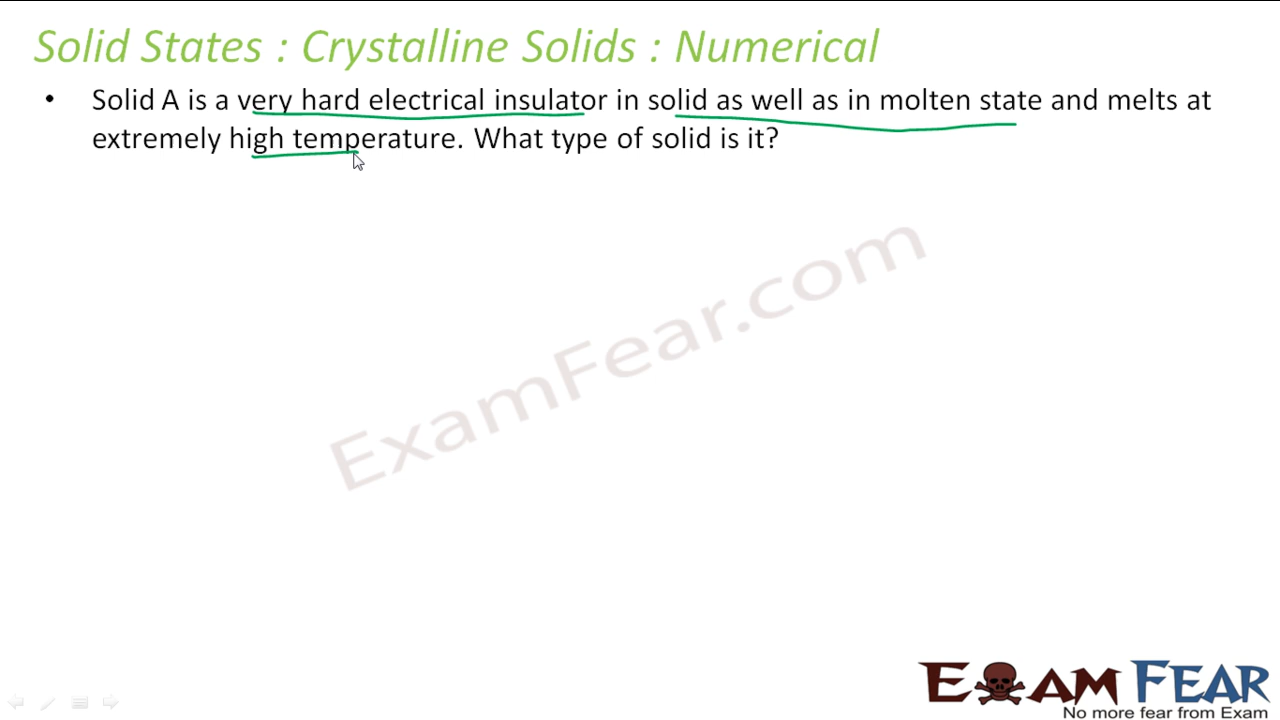 Solid States : Crystalline Solids : Numerical
• Solid A is a very hard electrical insulator in solid as well as in molten state and melts at
extremely high temperature. What type of solid is it?
ExamFear.com
EXAM FEAR
No more fear from Exam